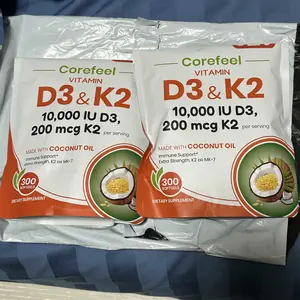 Corefeel
VITAMIN
D3 & K2
10,000 IU D3,
200 mcg K2 per serving
MADE WITH COCONUT OIL
Immune Support*
Extra Strength, K2 as MK-7
300
SOFTGELS
DIETARY SUPPLEMENT
Corefeel
VITAMIN
D3 & K2
10,000 IU D3,
200 mcg K2 per serving
MADE WITH COCONUT OIL
Immune Support*
Extra Strength, K2 as MK-7
300
SOFTGELS
DIETARY SUPPLEMENT